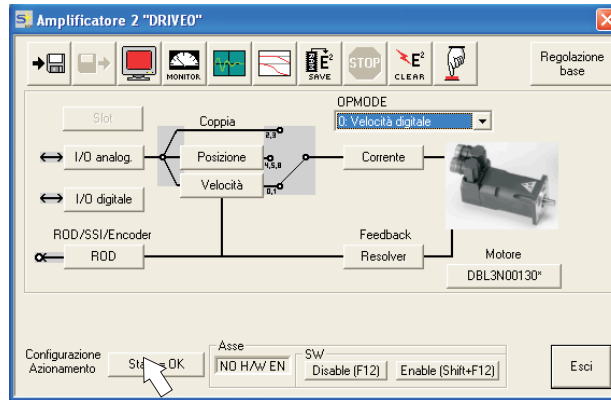 Amplificatore 2 "DRIVE0"
MONITOR
E²
SAVE
STOP
E²
CLEAR
Regolazione
base
OPMODE
0: Velocità digitale
Slot
Coppia
2,3
I/O analog.
Posizione
4,5,8
Corrente
Velocità
0,1
I/O digitale
ROD/SSI/Encoder
Feedback
ROD
Resolver
Motore
DBL3N00130*
Configurazione
Azionamento
OK
Asse
NO H/W EN
SW
Disable (F12)
Enable (Shift+F12)
Esci